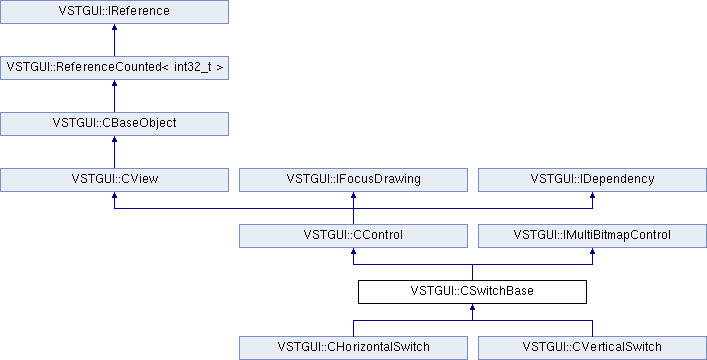 VSTGUI::IReference
VSTGUI::ReferenceCounted< int32_t >
VSTGUI::CBaseObject
VSTGUI::CView
VSTGUI::IFocusDrawing
VSTGUI::IDependency
VSTGUI::CControl
VSTGUI::IMultiBitmapControl
VSTGUI::CSwitchBase
VSTGUI::CHorizontalSwitch
VSTGUI::CVerticalSwitch